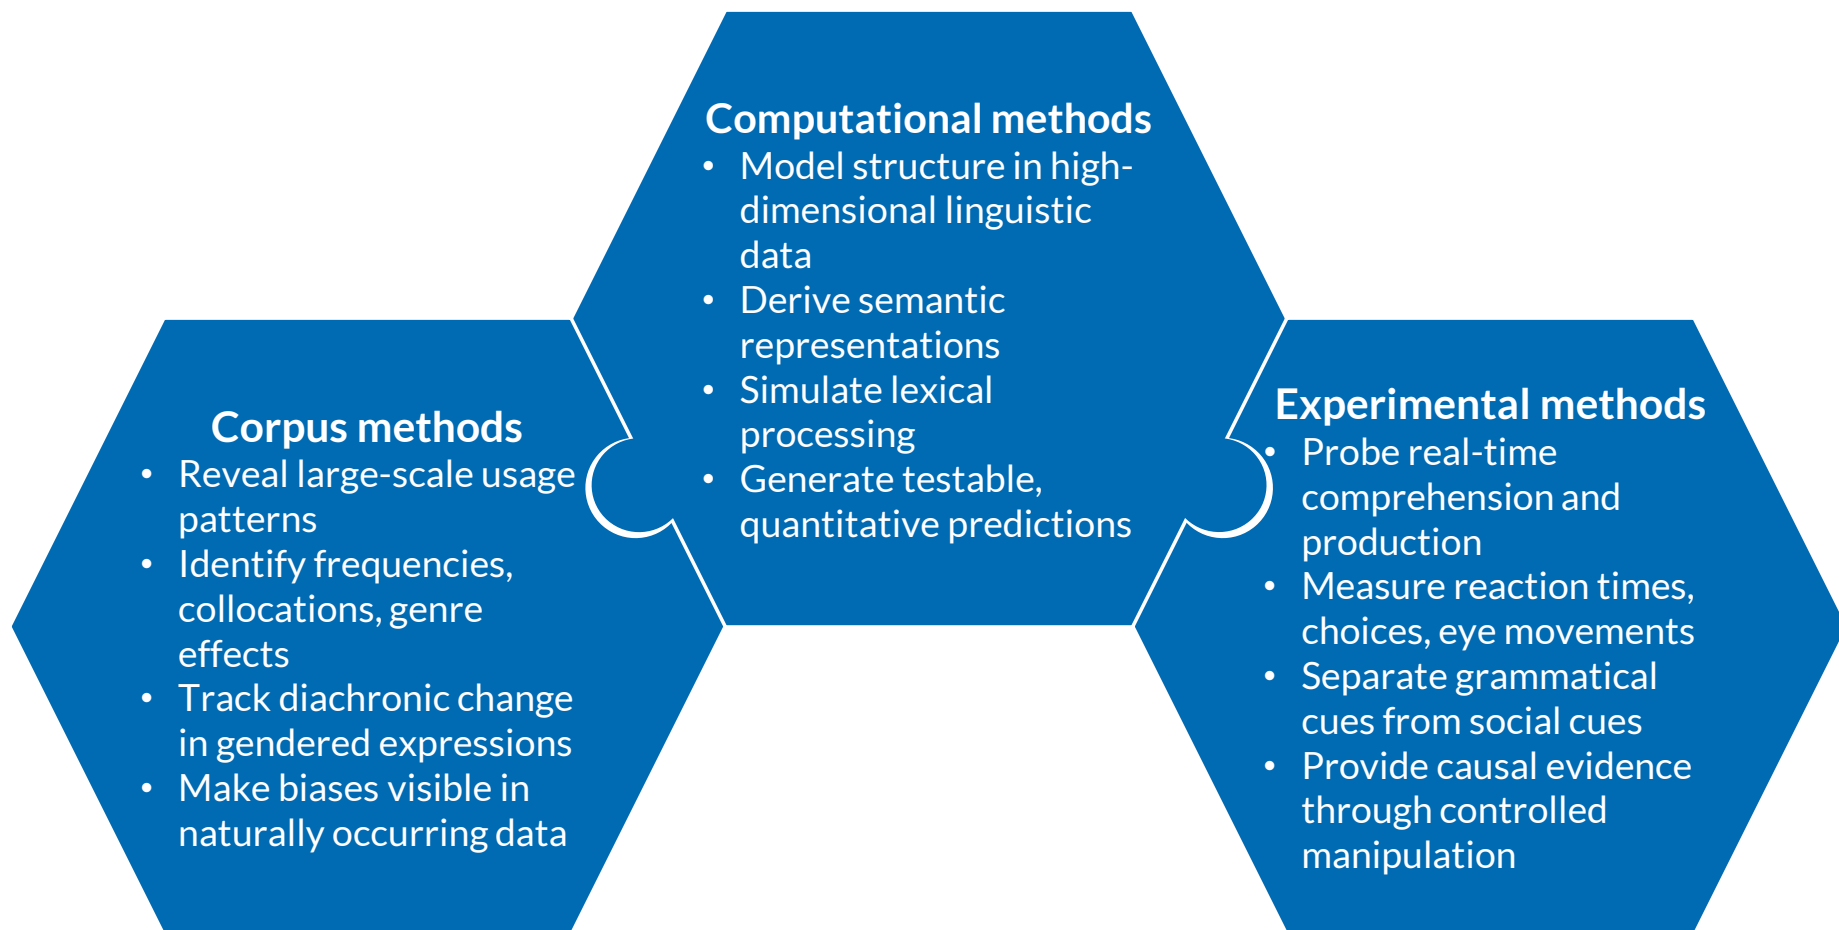 Computational methods
• Model structure in high-
dimensional linguistic
data
• Derive semantic
representations
• Simulate lexical
processing
• Generate testable,
quantitative predictions
Corpus methods
• Reveal large-scale usage
patterns
• Identify frequencies,
collocations, genre
effects
• Track diachronic change
in gendered expressions
• Make biases visible in
naturally occurring data
Experimental methods
• Probe real-time
comprehension and
production
• Measure reaction times,
choices, eye movements
• Separate grammatical
cues from social cues
• Provide causal evidence
through controlled
manipulation